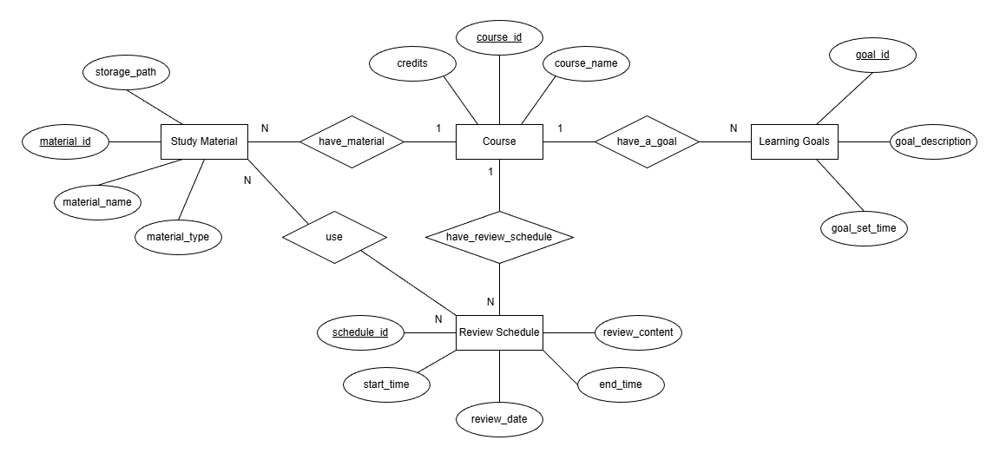 course_id
credits
course_name
goal_id
storage_path
N
1
1
N
material_id
Study Material
have_material
Course
have_a_goal
Learning Goals
goal_description
1
N
material_name
material_type
use
have_review_schedule
goal_set_time
N
N
schedule_id
Review Schedule
review_content
start_time
end_time
review_date